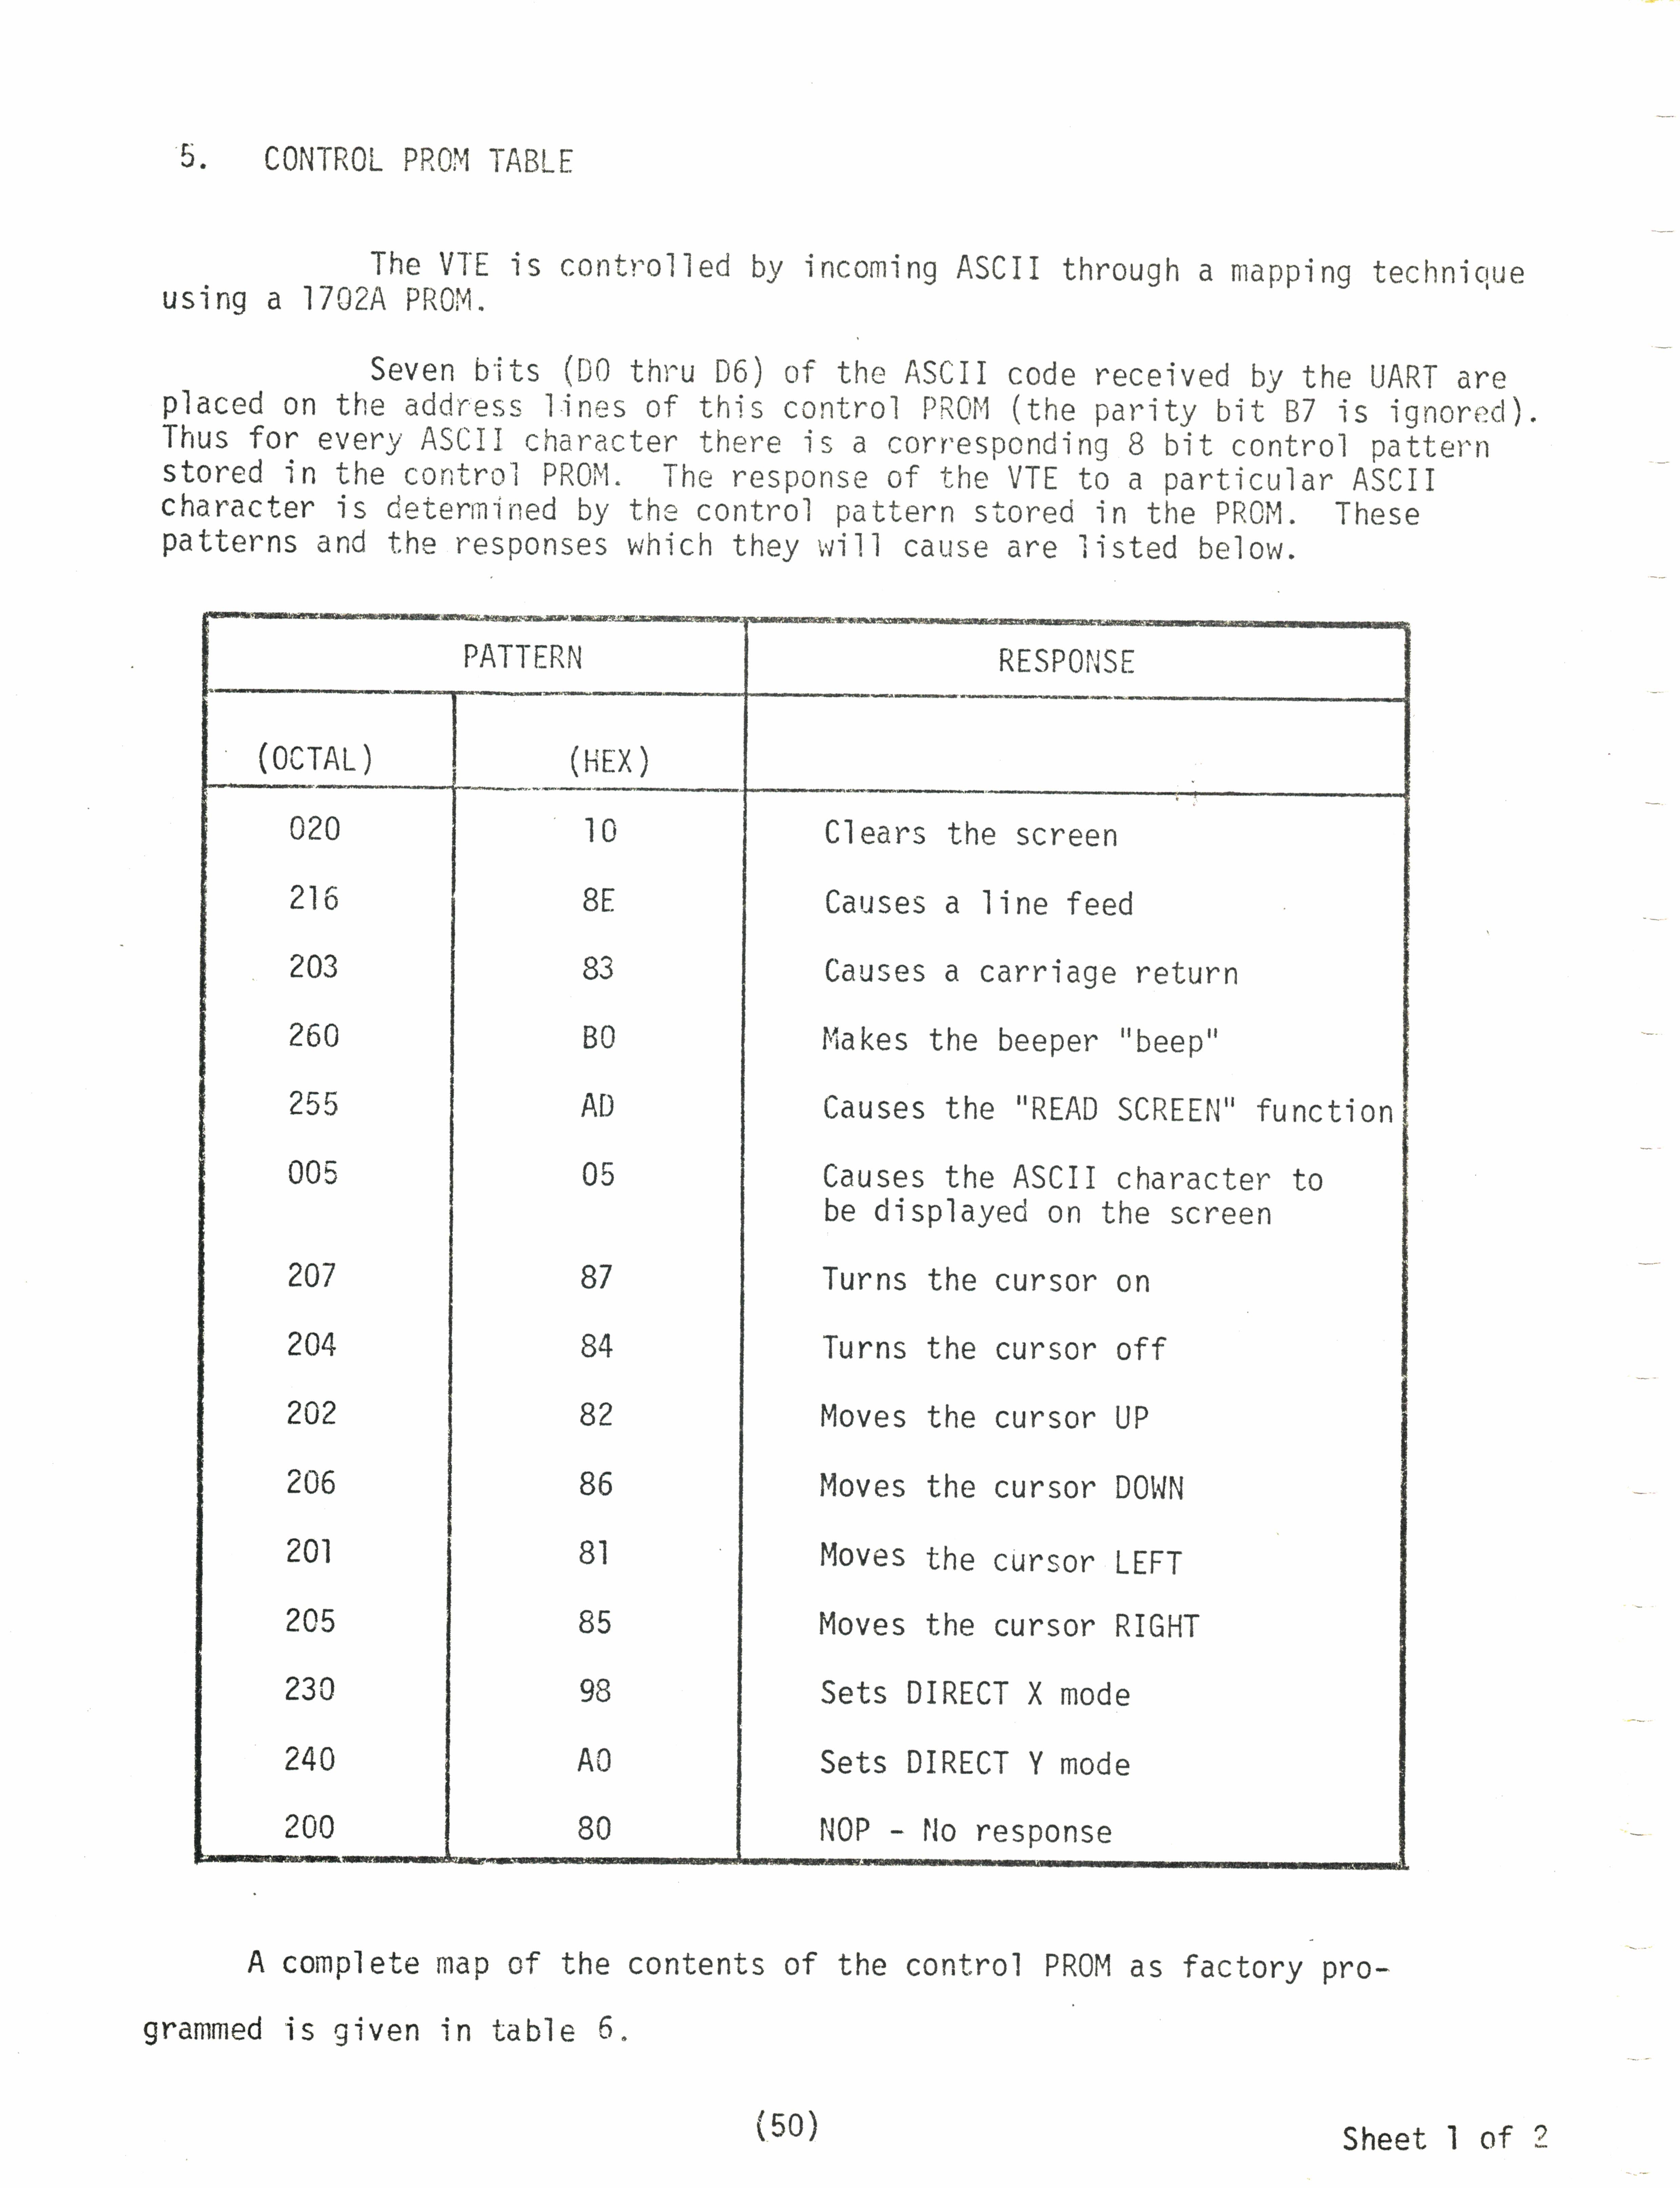 5. CONTROL PROM TABLE
The VTE is controlled by incoming ASCII through a mapping technique
using a 1702A PROM.
Seven bits (D0 thru D6) of the ASCII code received by the UART are
placed on the address lines of this control PROM (the parity bit B7 is ignored).
Thus for every ASCII character there is a corresponding 8 bit control pattern
stored in the control PROM. The response of the VTE to a particular ASCII
character is determined by the control pattern stored in the PROM. These
patterns and the responses which they will cause are listed below.
PATTERN RESPONSE
(OCTAL) (HEX)
020 10 Clears the screen
216 8E Causes a line feed
203 83 Causes a carriage return
260 B0 Makes the beeper "beep"
255 AD Causes the "READ SCREEN" function
005 05 Causes the ASCII character to
be displayed on the screen
207 87 Turns the cursor on
204 84 Turns the cursor off
202 82 Moves the cursor UP
206 86 Moves the cursor DOWN
201 81 Moves the cursor LEFT
205 85 Moves the cursor RIGHT
230 98 Sets DIRECT X mode
240 A0 Sets DIRECT Y mode
200 80 NOP - No response
A complete map of the contents of the control PROM as factory pro-
grammed is given in table 6.
(50)
Sheet 1 of 2